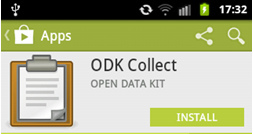 17:32
Apps
ODK Collect
OPEN DATA KIT
INSTALL